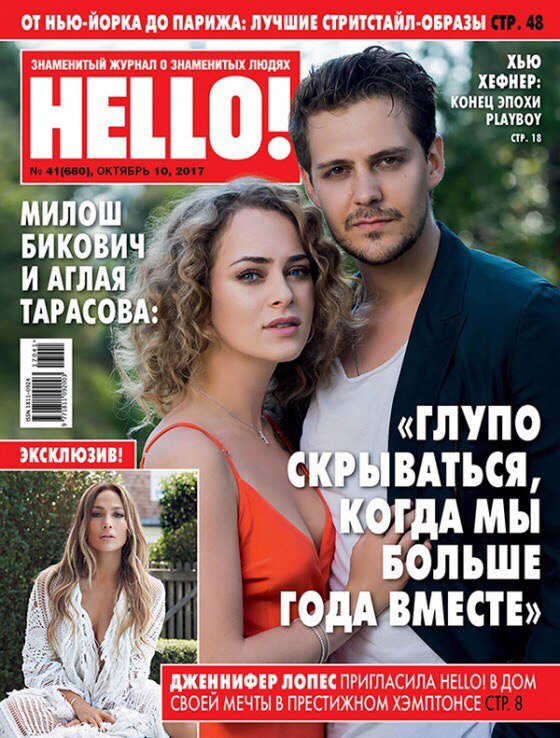 ОТ НЬЮ-ЙОРКА ДО ПАРИЖА: ЛУЧШИЕ СТРИТСТАЙЛ-ОБРАЗЫ СТР. 48
ЗНАМЕНИТЫЙ ЖУРНАЛ О ЗНАМЕНИТЫХ ЛЮДЯХ
HELLO!
№ 41(680), ОКТЯБРЬ 10, 2017
ХЬЮ
ХЕФНЕР:
КОНЕЦ ЭПОХИ
PLAYBOY
СТР. 18
МИЛОШ
БИКОВИЧ
И АГЛАЯ
ТАРАСОВА:
«ГЛУПО
СКРЫВАТЬСЯ,
КОГДА МЫ
БОЛЬШЕ
ГОДА ВМЕСТЕ»
ЭКСКЛЮЗИВ!
ДЖЕННИФЕР ЛОПЕС ПРИГЛАСИЛА HELLO! В ДОМ
СВОЕЙ МЕЧТЫ В ПРЕСТИЖНОМ ХЭМПТОНСЕ СТР. 8